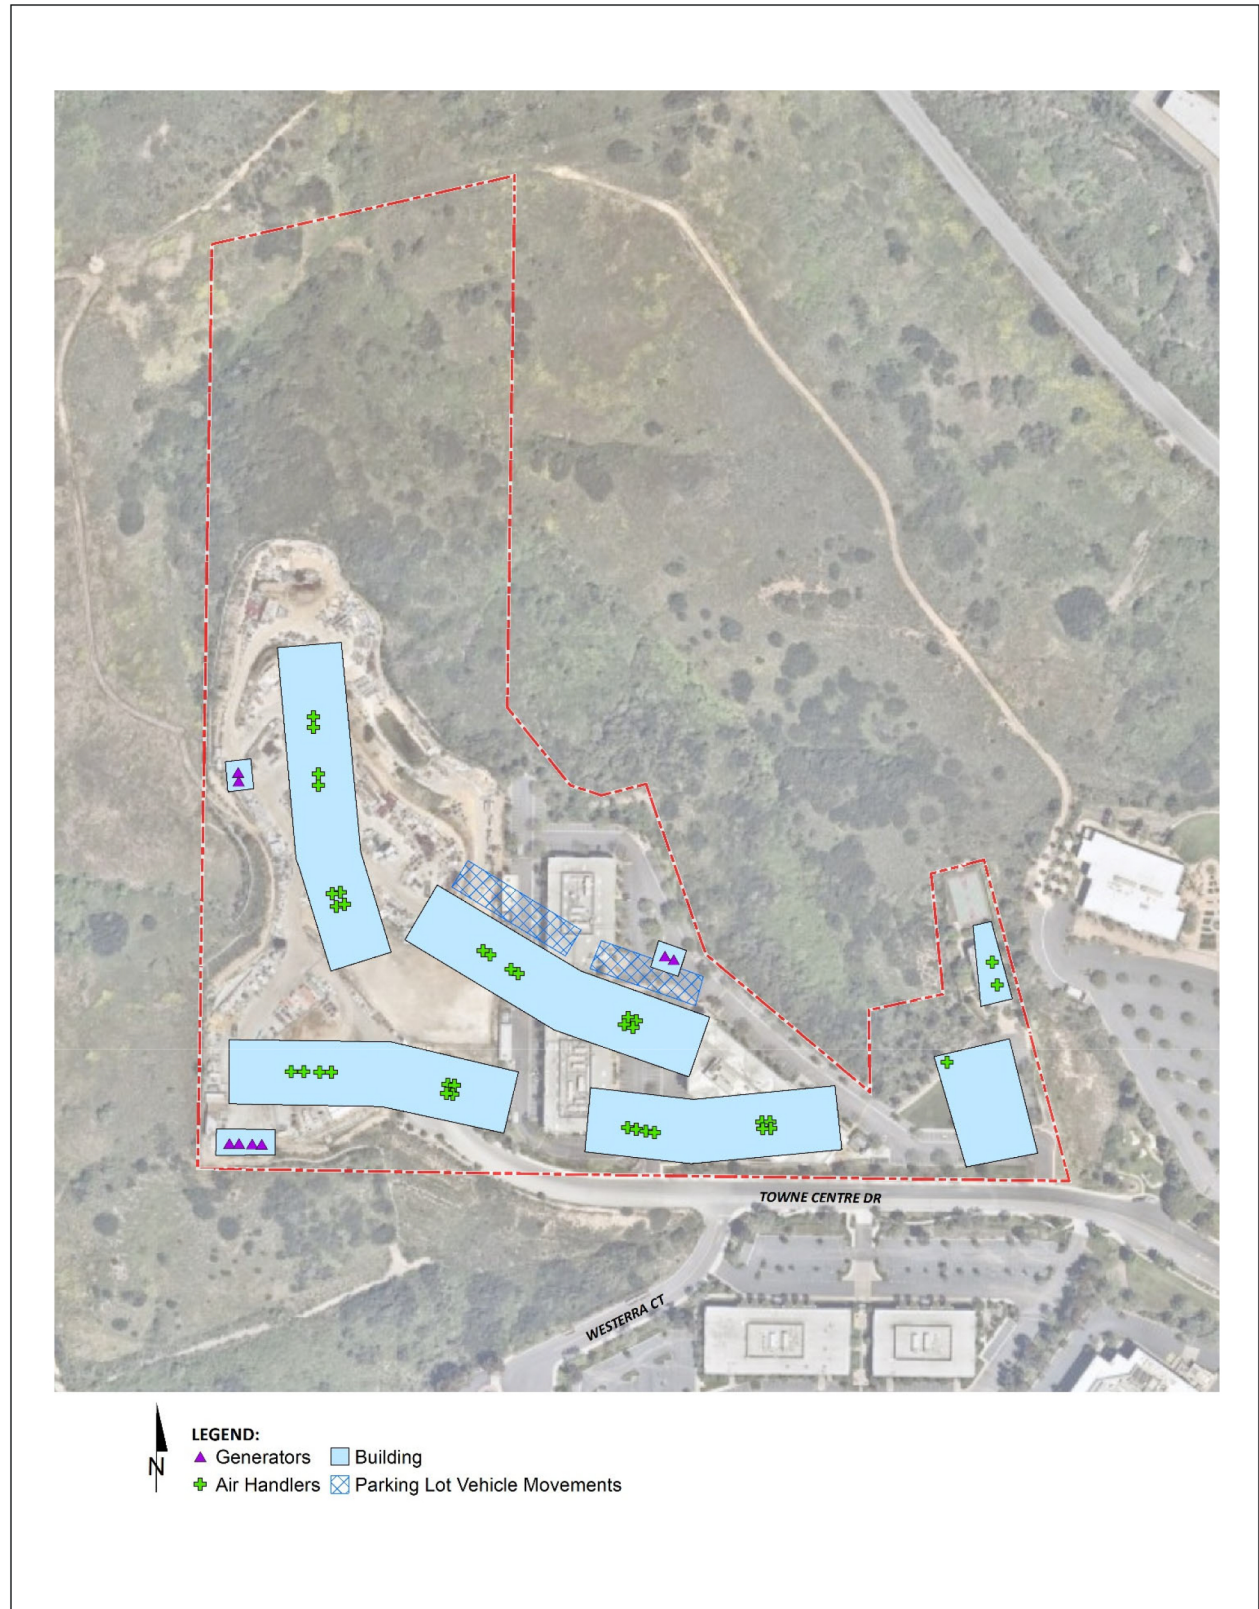 TOWNE CENTRE DR
WESTERRA CT
N
LEGEND:
Generators Building
Air Handlers Parking Lot Vehicle Movements